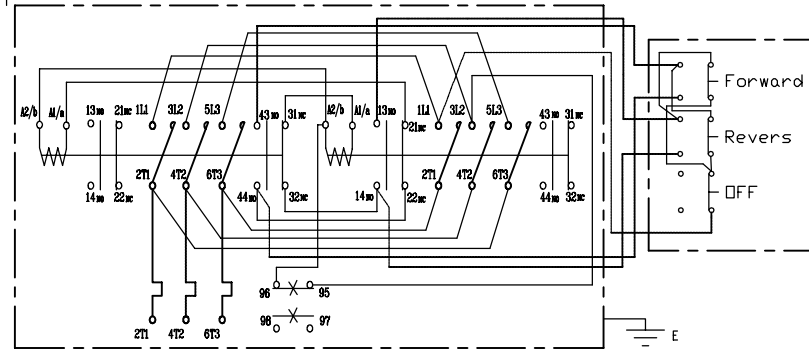 A2/b A1/a 13NO 21NC 1L1 3L2 5L3 43NO 31NC A2/b A1/a 13NO 21NC 1L1 3L2 5L3 43NO 31NC
14NO 22NC 2T1 4T2 6T3 44NO 32NC 14NO 22NC 2T1 4T2 6T3 44NO 32NC
96 95
98 97
2T1 4T2 6T3
Forward
Revers
OFF
E